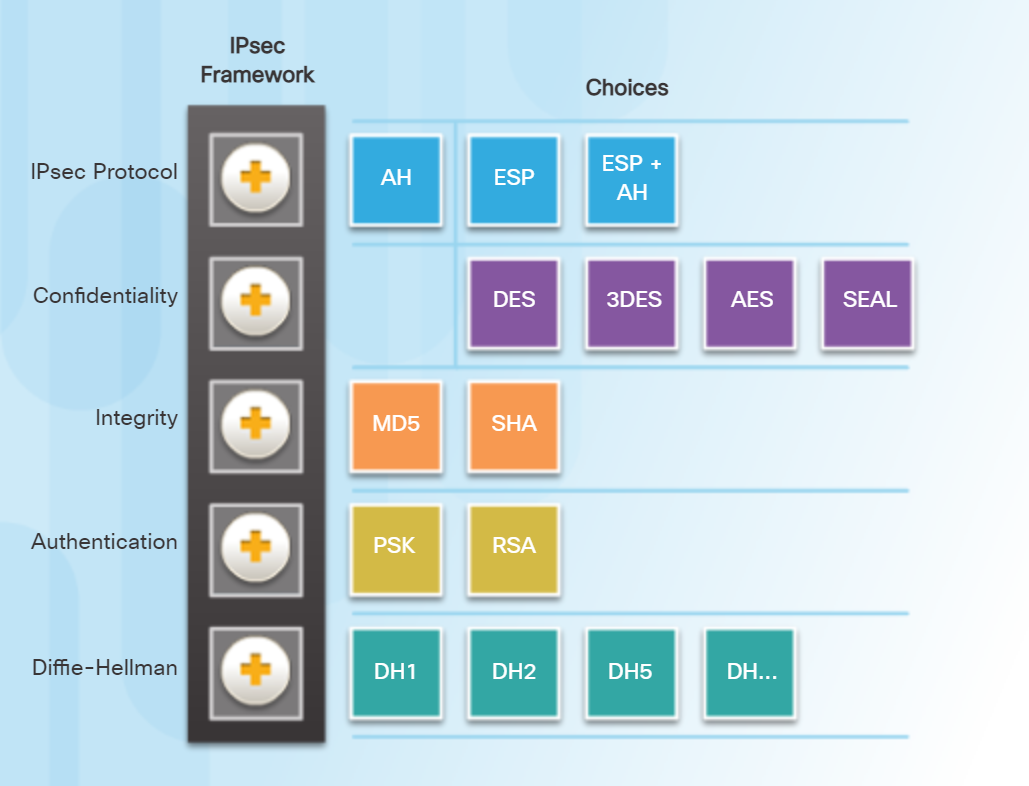 IPsec
Framework
Choices
IPsec Protocol
AH
ESP
ESP +
AH
Confidentiality
DES
3DES
AES
SEAL
Integrity
MD5
SHA
Authentication
PSK
RSA
Diffie-Hellman
DH1
DH2
DH5
DH...